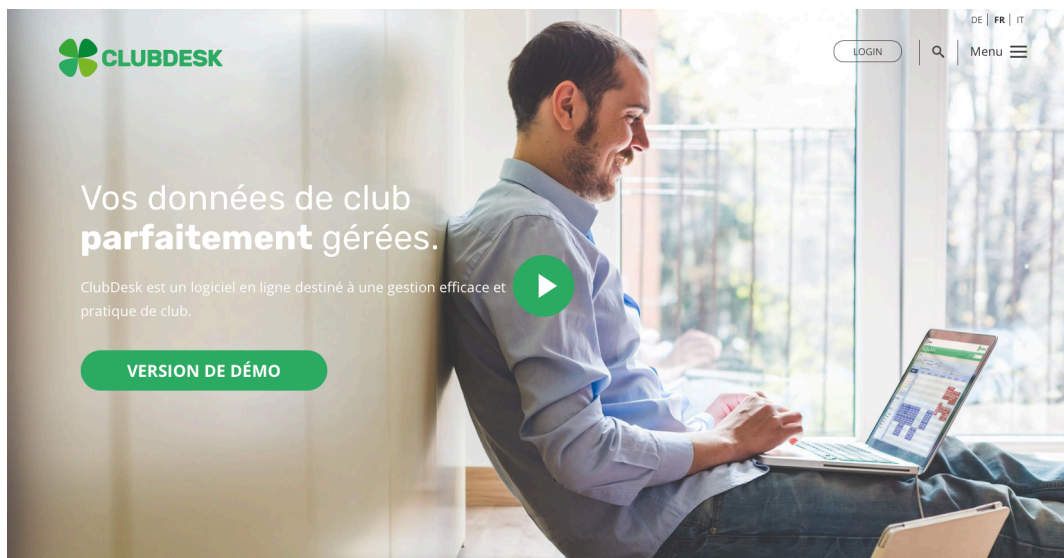 DE | FR | IT
CLUBDESK
LOGIN
Menu
Vos données de club
parfaitement gérées.
ClubDesk est un logiciel en ligne destiné à une gestion efficace et
pratique de club.
VERSION DE DÉMO